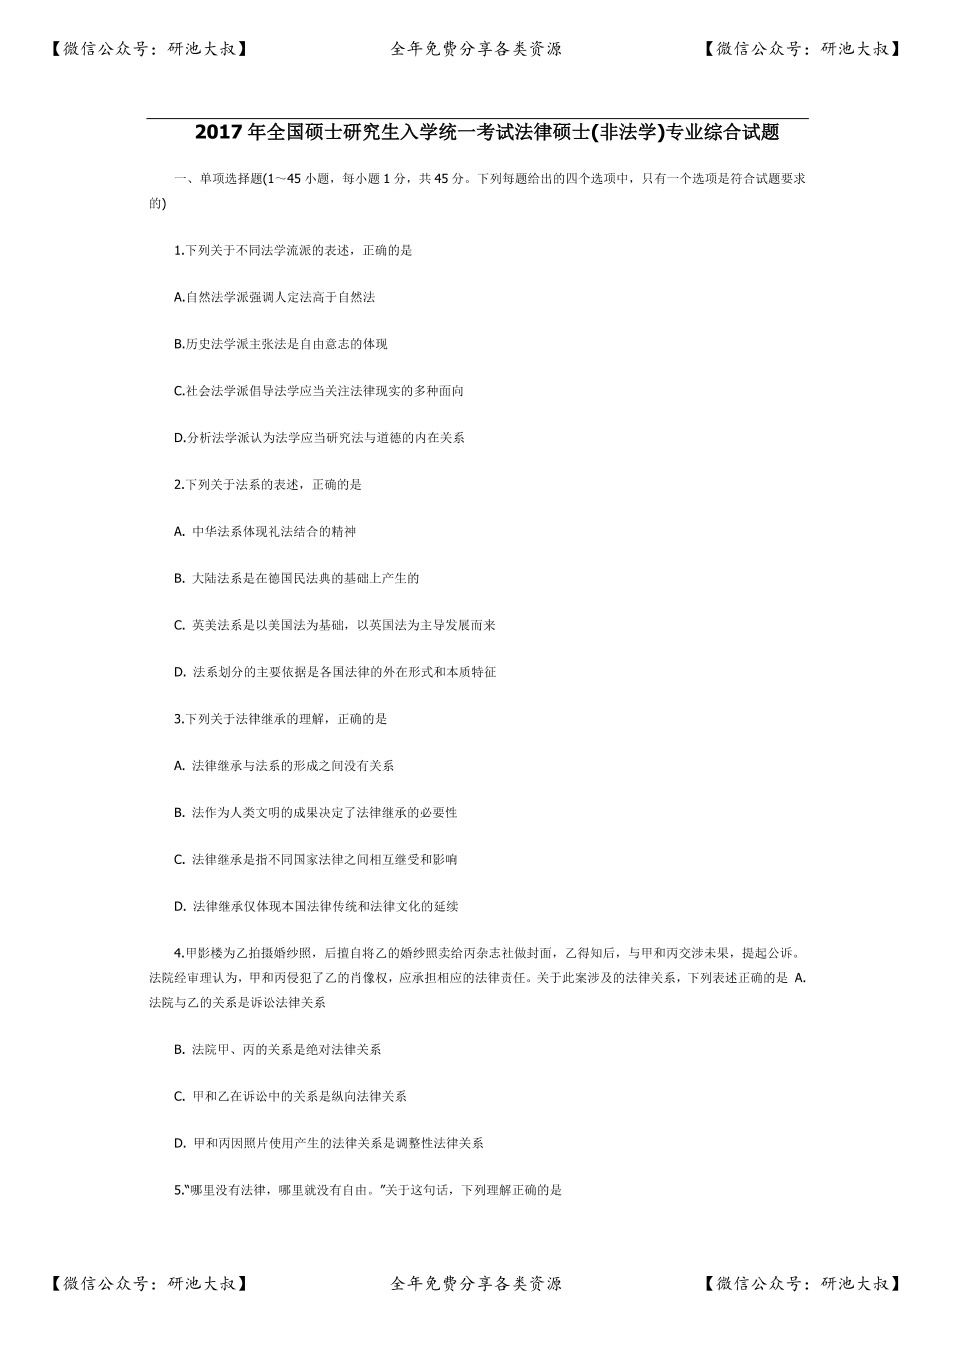 【微信公众号：研池大叔】 全年免费分享各类资源 【微信公众号：研池大叔】
2017 年全国硕士研究生入学统一考试法律硕士(非法学)专业综合试题
一、单项选择题(1～45 小题，每小题 1 分，共 45 分。下列每题给出的四个选项中，只有一个选项是符合试题要求
的)
1.下列关于不同法学流派的表述，正确的是
A.自然法学派强调人定法高于自然法
B.历史法学派主张法是自由意志的体现
C.社会法学派倡导法学应当关注法律现实的多种面向
D.分析法学派认为法学应当研究法与道德的内在关系
2.下列关于法系的表述，正确的是
A. 中华法系体现礼法结合的精神
B. 大陆法系是在德国民法典的基础上产生的
C. 英美法系是以美国法为基础，以英国法为主导发展而来
D. 法系划分的主要依据是各国法律的外在形式和本质特征
3.下列关于法律继承的理解，正确的是
A. 法律继承与法系的形成之间没有关系
B. 法作为人类文明的成果决定了法律继承的必要性
C. 法律继承是指不同国家法律之间相互继受和影响
D. 法律继承仅体现本国法律传统和法律文化的延续
4.甲影楼为乙拍摄婚纱照，后擅自将乙的婚纱照卖给丙杂志社做封面，乙得知后，与甲和丙交涉未果，提起公诉。
法院经审理认为，甲和丙侵犯了乙的肖像权，应承担相应的法律责任。关于此案涉及的法律关系，下列表述正确的是 A.
法院与乙的关系是诉讼法律关系
B. 法院甲、丙的关系是绝对法律关系
C. 甲和乙在诉讼中的关系是纵向法律关系
D. 甲和丙因照片使用产生的法律关系是调整性法律关系
5.“哪里没有法律，哪里就没有自由。”关于这句话，下列理解正确的是
【微信公众号：研池大叔】 全年免费分享各类资源 【微信公众号：研池大叔】